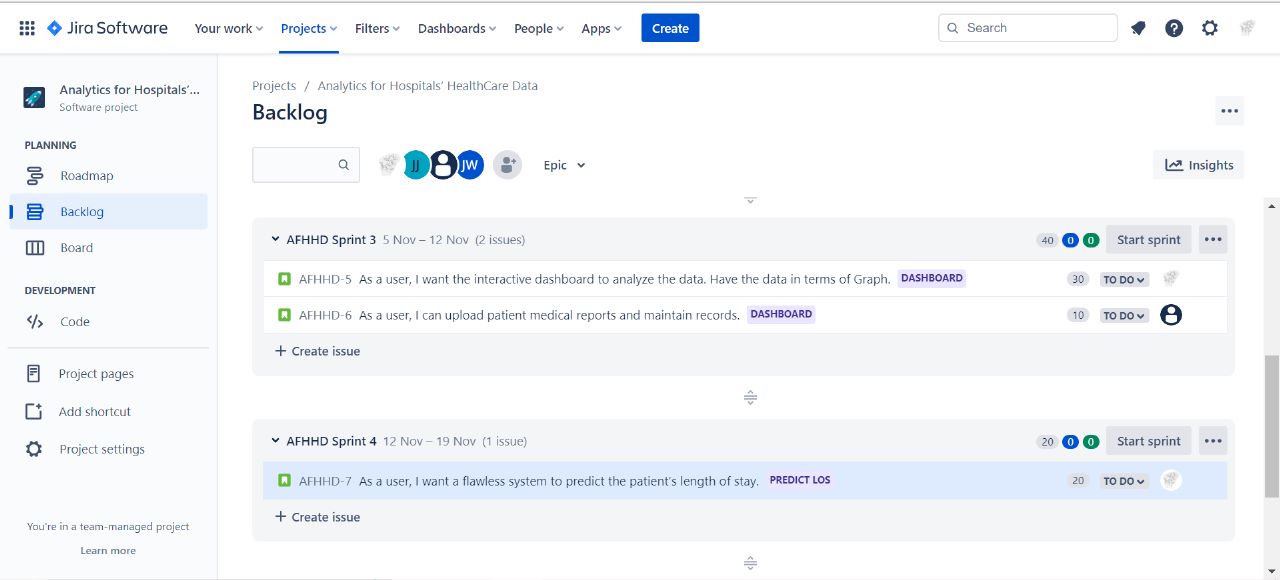 Jira Software Your work Projects Filters Dashboards People Apps Create Search
Analytics for Hospitals'...
Software project
PLANNING
Roadmap
Backlog
Board
DEVELOPMENT
Code
Project pages
Add shortcut
Project settings
You're in a team-managed project
Learn more
Projects / Analytics for Hospitals' HealthCare Data
Backlog
JJ JW Epic Insights
AFHHD Sprint 3 5 Nov – 12 Nov (2 issues) 40 0 0 Start sprint
AFHHD-5 As a user, I want the interactive dashboard to analyze the data. Have the data in terms of Graph. DASHBOARD 30 TO DO
AFHHD-6 As a user, I can upload patient medical reports and maintain records. DASHBOARD 10 TO DO
+ Create issue
AFHHD Sprint 4 12 Nov – 19 Nov (1 issue) 20 0 0 Start sprint
AFHHD-7 As a user, I want a flawless system to predict the patient's length of stay. PREDICT LOS 20 TO DO
+ Create issue